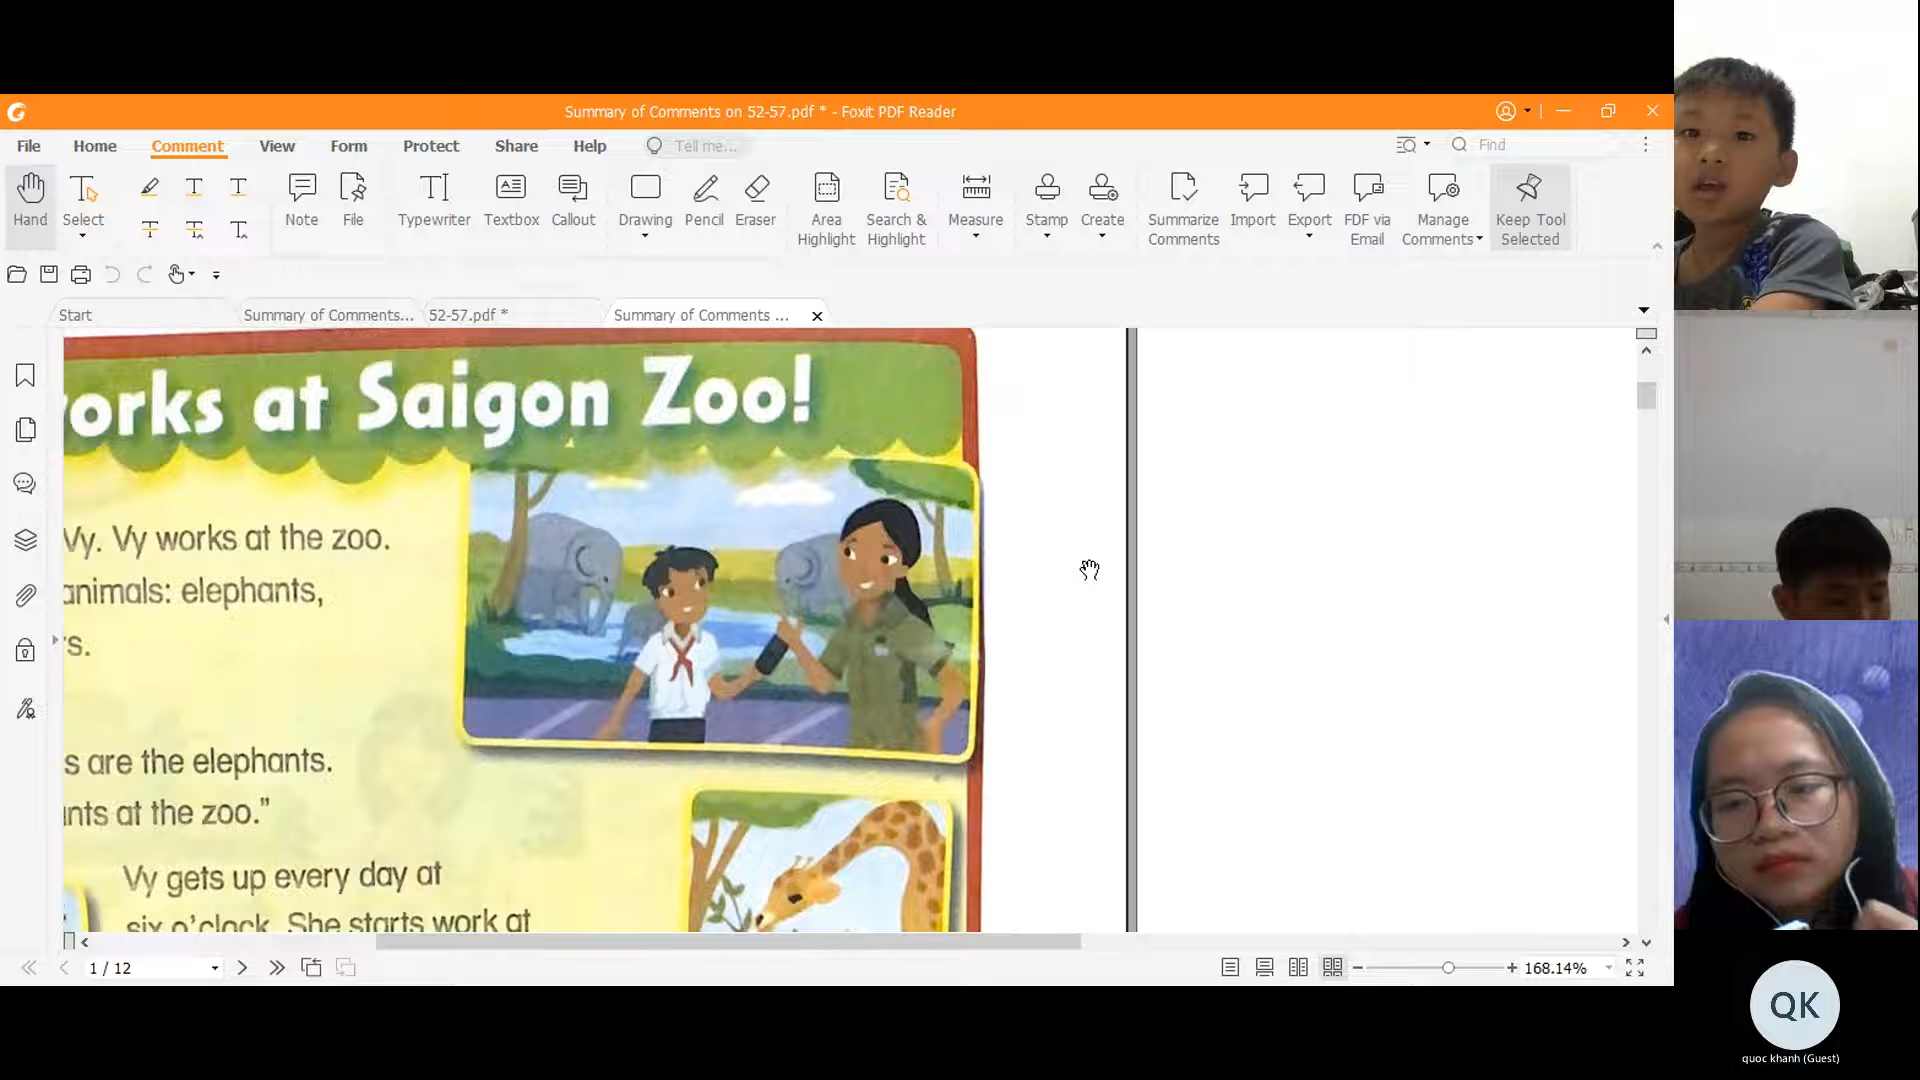 Summary of Comments on 52-57.pdf * - Foxit PDF Reader
File Home Comment View Form Protect Share Help Tell me... Find
Hand Select Note File Typewriter Textbox Callout Drawing Pencil Eraser Area Highlight Search & Highlight Measure Stamp Create Summarize Comments Import Export FDF via Email Manage Comments Keep Tool Selected
Start Summary of Comments... 52-57.pdf * Summary of Comments ...
orks at Saigon Zoo!
Vy. Vy works at the zoo.
animals: elephants,
s.
s are the elephants.
nts at the zoo."
Vy gets up every day at
six o'clock. She starts work at
1 / 12
168.14%
QK
quoc khanh (Guest)